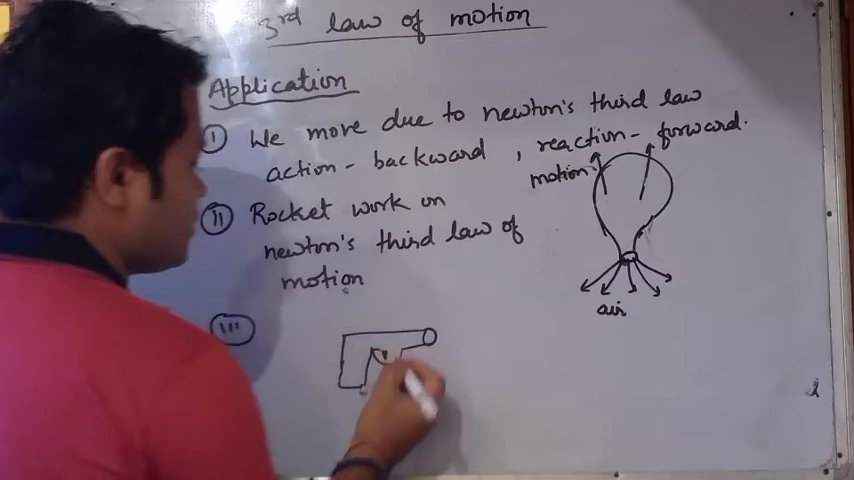 3rd law of motion
Application
I We move due to newton's third law
action - backward , reaction - forward.
motion.
II Rocket work on
newton's third law of
motion
air
III